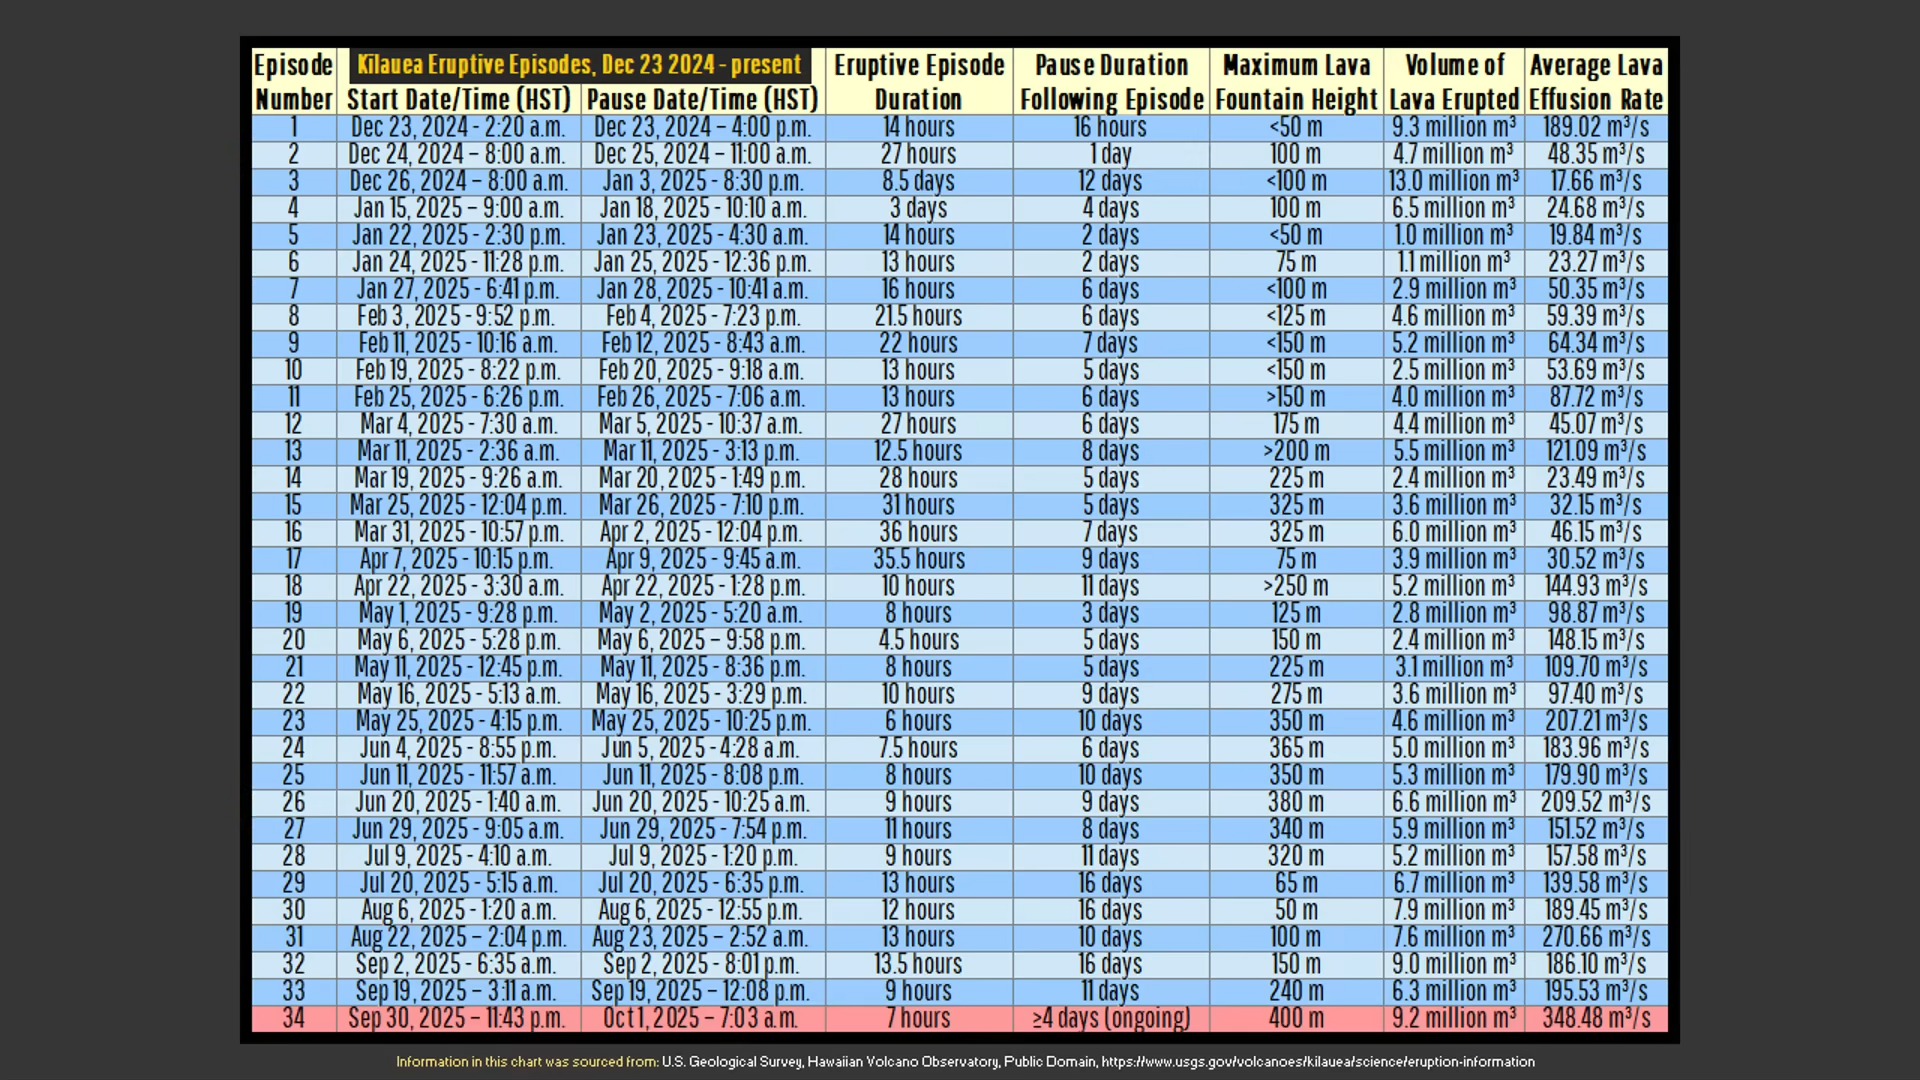 Episode Number | Kilauea Eruptive Episodes, Dec 23 2024 - present | Eruptive Episode Duration | Pause Duration Following Episode | Maximum Lava Fountain Height | Volume of Lava Erupted | Average Lava Effusion Rate
Start Date/Time (HST) | Pause Date/Time (HST)
1 | Dec 23, 2024 - 2:20 a.m. | Dec 23, 2024 – 4:00 p.m. | 14 hours | 16 hours | <50 m | 9.3 million m³ | 189.02 m³/s
2 | Dec 24, 2024 – 8:00 a.m. | Dec 25, 2024 – 11:00 a.m. | 27 hours | 1 day | 100 m | 4.7 million m³ | 48.35 m³/s
3 | Dec 26, 2024 – 8:00 a.m. | Jan 3, 2025 - 8:30 p.m. | 8.5 days | 12 days | <100 m | 13.0 million m³ | 17.66 m³/s
4 | Jan 15, 2025 – 9:00 a.m. | Jan 18, 2025 - 10:10 a.m. | 3 days | 4 days | 100 m | 6.5 million m³ | 24.68 m³/s
5 | Jan 22, 2025 - 2:30 p.m. | Jan 23, 2025 - 4:30 a.m. | 14 hours | 2 days | <50 m | 1.0 million m³ | 19.84 m³/s
6 | Jan 24, 2025 - 11:28 p.m. | Jan 25, 2025 - 12:36 p.m. | 13 hours | 2 days | 75 m | 1.1 million m³ | 23.27 m³/s
7 | Jan 27, 2025 - 6:41 p.m. | Jan 28, 2025 - 10:41 a.m. | 16 hours | 6 days | <100 m | 2.9 million m³ | 50.35 m³/s
8 | Feb 3, 2025 - 9:52 p.m. | Feb 4, 2025 - 7:23 p.m. | 21.5 hours | 6 days | <125 m | 4.6 million m³ | 59.39 m³/s
9 | Feb 11, 2025 - 10:16 a.m. | Feb 12, 2025 - 8:43 a.m. | 22 hours | 7 days | <150 m | 5.2 million m³ | 64.34 m³/s
10 | Feb 19, 2025 - 8:22 p.m. | Feb 20, 2025 - 9:18 a.m. | 13 hours | 5 days | <150 m | 2.5 million m³ | 53.69 m³/s
11 | Feb 25, 2025 - 6:26 p.m. | Feb 26, 2025 - 7:06 a.m. | 13 hours | 6 days | >150 m | 4.0 million m³ | 87.72 m³/s
12 | Mar 4, 2025 - 7:30 a.m. | Mar 5, 2025 - 10:37 a.m. | 27 hours | 6 days | 175 m | 4.4 million m³ | 45.07 m³/s
13 | Mar 11, 2025 - 2:36 a.m. | Mar 11, 2025 - 3:13 p.m. | 12.5 hours | 8 days | >200 m | 5.5 million m³ | 121.09 m³/s
14 | Mar 19, 2025 - 9:26 a.m. | Mar 20, 2025 - 1:49 p.m. | 28 hours | 5 days | 225 m | 2.4 million m³ | 23.49 m³/s
15 | Mar 25, 2025 - 12:04 p.m. | Mar 26, 2025 - 7:10 p.m. | 31 hours | 5 days | 325 m | 3.6 million m³ | 32.15 m³/s
16 | Mar 31, 2025 - 10:57 p.m. | Apr 2, 2025 - 12:04 p.m. | 36 hours | 7 days | 325 m | 6.0 million m³ | 46.15 m³/s
17 | Apr 7, 2025 - 10:15 p.m. | Apr 9, 2025 - 9:45 a.m. | 35.5 hours | 9 days | 75 m | 3.9 million m³ | 30.52 m³/s
18 | Apr 22, 2025 - 3:30 a.m. | Apr 22, 2025 - 1:28 p.m. | 10 hours | 11 days | >250 m | 5.2 million m³ | 144.93 m³/s
19 | May 1, 2025 - 9:28 p.m. | May 2, 2025 - 5:20 a.m. | 8 hours | 3 days | 125 m | 2.8 million m³ | 98.87 m³/s
20 | May 6, 2025 - 5:28 p.m. | May 6, 2025 – 9:58 p.m. | 4.5 hours | 5 days | 150 m | 2.4 million m³ | 148.15 m³/s
21 | May 11, 2025 - 12:45 p.m. | May 11, 2025 - 8:36 p.m. | 8 hours | 5 days | 225 m | 3.1 million m³ | 109.70 m³/s
22 | May 16, 2025 - 5:13 a.m. | May 16, 2025 - 3:29 p.m. | 10 hours | 9 days | 275 m | 3.6 million m³ | 97.40 m³/s
23 | May 25, 2025 - 4:15 p.m. | May 25, 2025 - 10:25 p.m. | 6 hours | 10 days | 350 m | 4.6 million m³ | 207.21 m³/s
24 | Jun 4, 2025 - 8:55 p.m. | Jun 5, 2025 - 4:28 a.m. | 7.5 hours | 6 days | 365 m | 5.0 million m³ | 183.96 m³/s
25 | Jun 11, 2025 - 11:57 a.m. | Jun 11, 2025 - 8:08 p.m. | 8 hours | 10 days | 350 m | 5.3 million m³ | 179.90 m³/s
26 | Jun 20, 2025 - 1:40 a.m. | Jun 20, 2025 - 10:25 a.m. | 9 hours | 9 days | 380 m | 6.6 million m³ | 209.52 m³/s
27 | Jun 29, 2025 - 9:05 a.m. | Jun 29, 2025 - 7:54 p.m. | 11 hours | 8 days | 340 m | 5.9 million m³ | 151.52 m³/s
28 | Jul 9, 2025 - 4:10 a.m. | Jul 9, 2025 - 1:20 p.m. | 9 hours | 11 days | 320 m | 5.2 million m³ | 157.58 m³/s
29 | Jul 20, 2025 - 5:15 a.m. | Jul 20, 2025 - 6:35 p.m. | 13 hours | 16 days | 65 m | 6.7 million m³ | 139.58 m³/s
30 | Aug 6, 2025 - 1:20 a.m. | Aug 6, 2025 - 12:55 p.m. | 12 hours | 16 days | 50 m | 7.9 million m³ | 189.45 m³/s
31 | Aug 22, 2025 – 2:04 p.m. | Aug 23, 2025 – 2:52 a.m. | 13 hours | 10 days | 100 m | 7.6 million m³ | 270.66 m³/s
32 | Sep 2, 2025 - 6:35 a.m. | Sep 2, 2025 - 8:01 p.m. | 13.5 hours | 16 days | 150 m | 9.0 million m³ | 186.10 m³/s
33 | Sep 19, 2025 – 3:11 a.m. | Sep 19, 2025 – 12:08 p.m. | 9 hours | 11 days | 240 m | 6.3 million m³ | 195.53 m³/s
34 | Sep 30, 2025 – 11:43 p.m. | Oct 1, 2025 – 7:03 a.m. | 7 hours | ≥4 days (ongoing) | 400 m | 9.2 million m³ | 348.48 m³/s
Information in this chart was sourced from: U.S. Geological Survey, Hawaiian Volcano Observatory, Public Domain, https://www.usgs.gov/volcanoes/kilauea/science/eruption-information